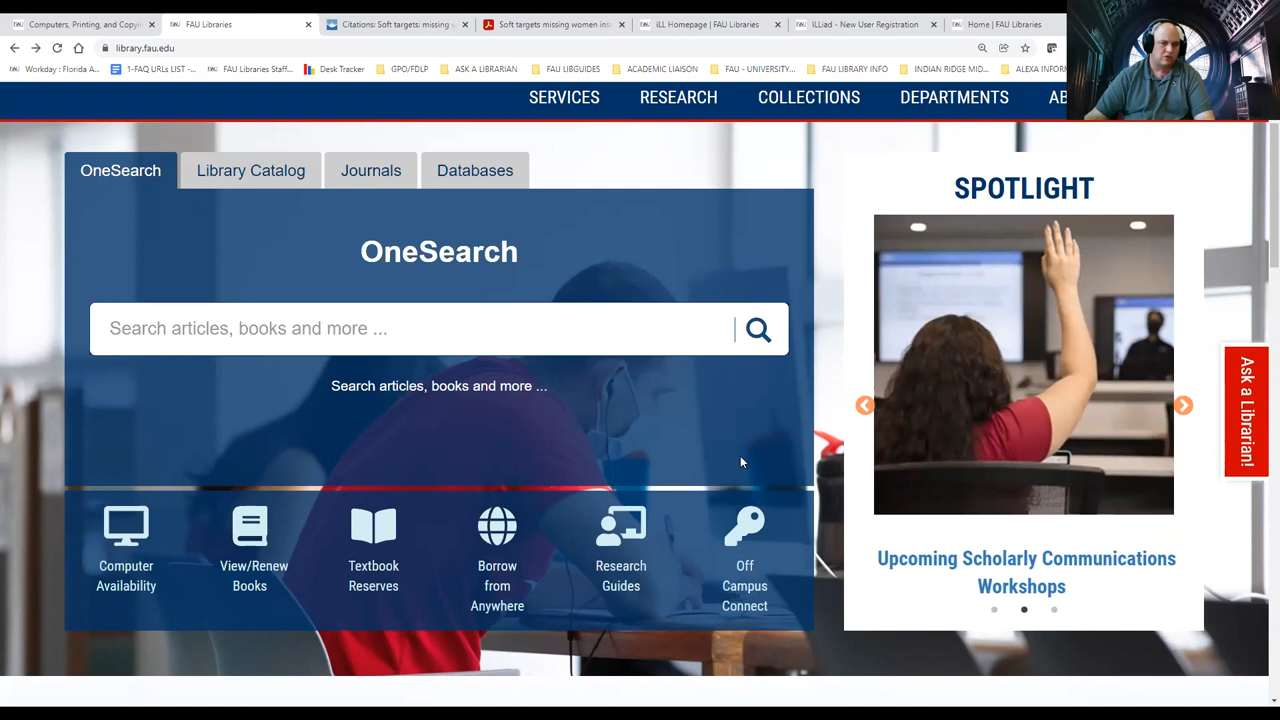 Computers, Printing, and Copyi
FAU Libraries
Citations: Soft targets: missing
Soft targets missing women ins
ILL Homepage | FAU Libraries
ILLiad - New User Registration
Home | FAU Libraries
library.fau.edu
Workday : Florida A...
1-FAQ URLs LIST -...
FAU Libraries Staff...
Desk Tracker
GPO/FDLP
ASK A LIBRARIAN
FAU LIBGUIDES
ACADEMIC LIAISON
FAU - UNIVERSITY...
FAU LIBRARY INFO
INDIAN RIDGE MID...
ALEXA INFOR
SERVICES
RESEARCH
COLLECTIONS
DEPARTMENTS
AB
OneSearch
Library Catalog
Journals
Databases
OneSearch
Search articles, books and more ...
Search articles, books and more ...
Computer
Availability
View/Renew
Books
Textbook
Reserves
Borrow
from
Anywhere
Research
Guides
Off
Campus
Connect
SPOTLIGHT
Upcoming Scholarly Communications
Workshops
Ask a Librarian!